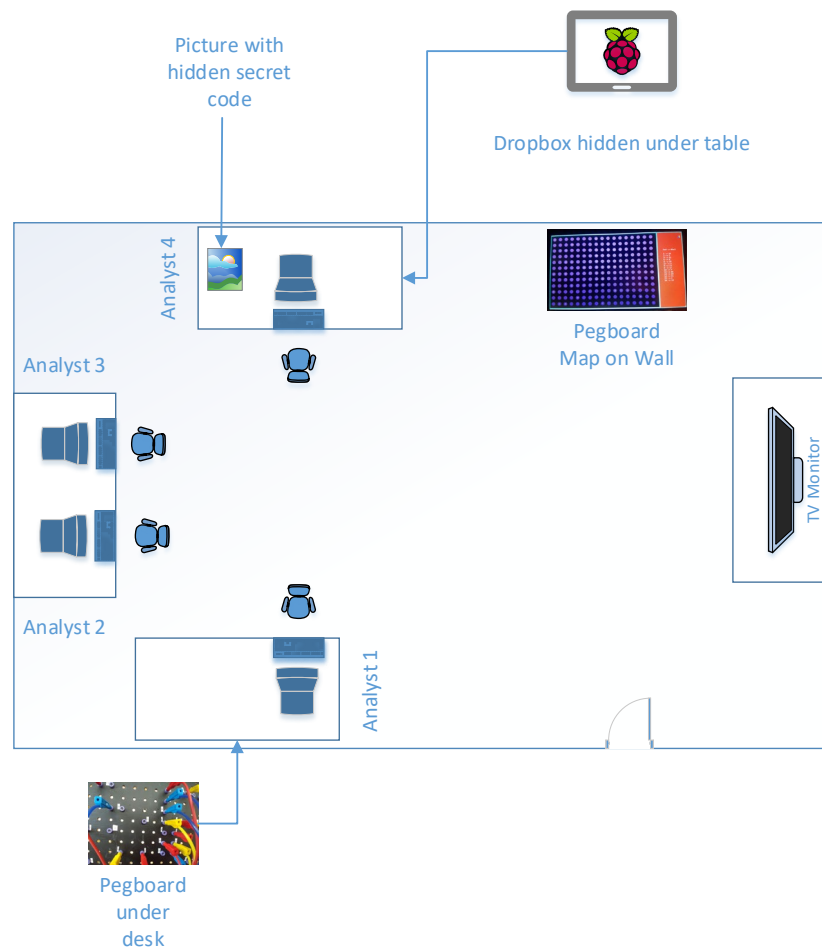 Picture with
hidden secret
code
Dropbox hidden under table
Analyst 4
Pegboard
Map on Wall
Analyst 3
TV Monitor
Analyst 2
Analyst 1
Pegboard
under
desk